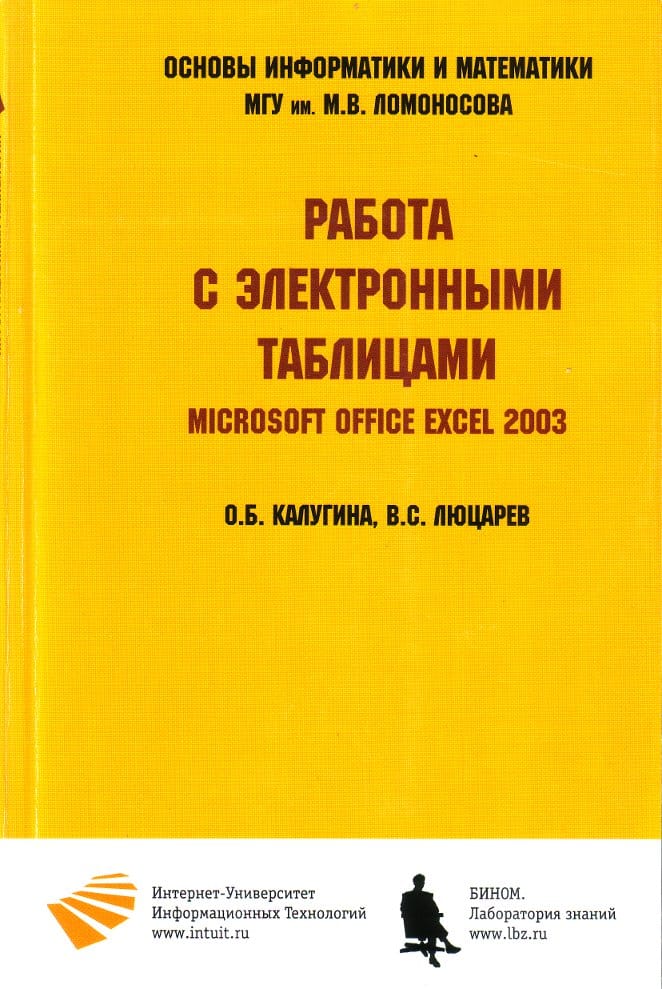 ОСНОВЫ ИНФОРМАТИКИ И МАТЕМАТИКИ
МГУ им. М.В. ЛОМОНОСОВА
РАБОТА
С ЭЛЕКТРОННЫМИ
ТАБЛИЦАМИ
MICROSOFT OFFICE EXCEL 2003
О.Б. КАЛУГИНА, В.С. ЛЮЦАРЕВ
Интернет-Университет
Информационных Технологий
www.intuit.ru
БИНОМ.
Лаборатория знаний
www.lbz.ru